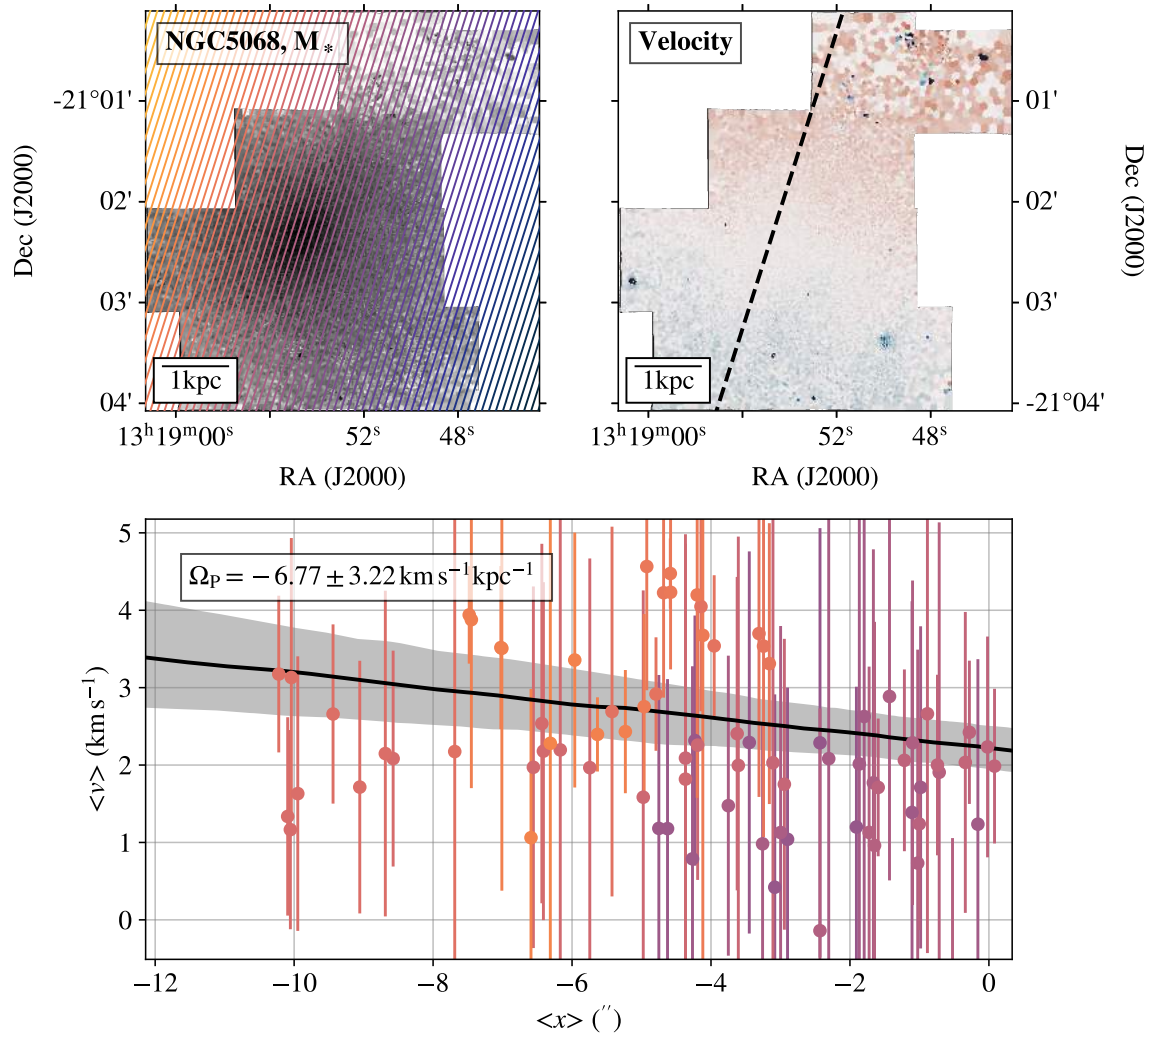 NGC5068, M*
Velocity
-21°01'
02'
03'
04'
01'
02'
03'
-21°04'
Dec (J2000)
Dec (J2000)
1kpc
1kpc
13ʰ19ᵐ00ˢ
52ˢ
48ˢ
13ʰ19ᵐ00ˢ
52ˢ
48ˢ
RA (J2000)
RA (J2000)
Ω_P = −6.77 ± 3.22 km s⁻¹ kpc⁻¹
5
4
3
2
1
0
<v> (km s⁻¹)
−12
−10
−8
−6
−4
−2
0
<x> (′′)